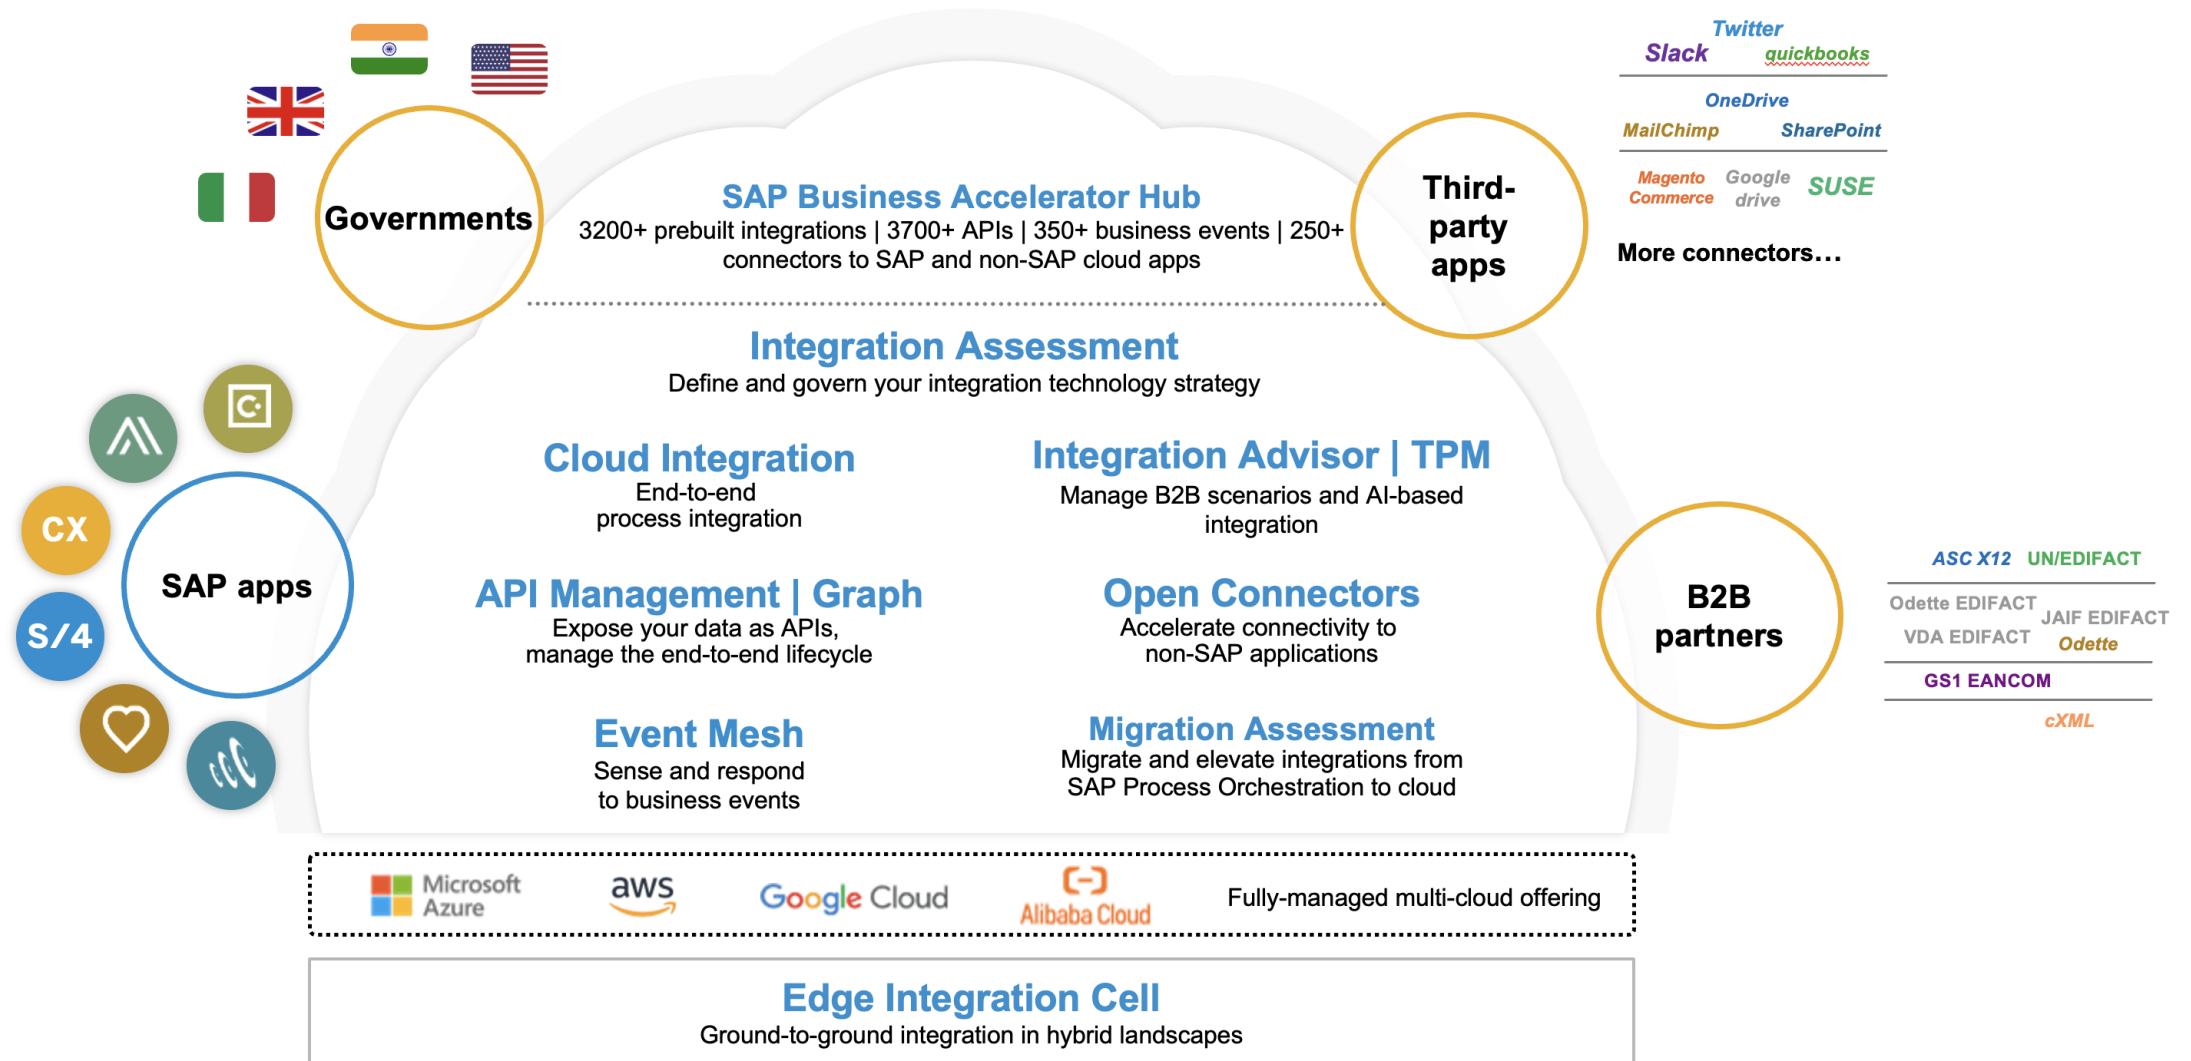 Twitter
Slack
quickbooks
OneDrive
MailChimp
SharePoint
Magento
Commerce
Google
drive
SUSE
More connectors…
Governments
Third-
party
apps
SAP Business Accelerator Hub
3200+ prebuilt integrations | 3700+ APIs | 350+ business events | 250+
connectors to SAP and non-SAP cloud apps
Integration Assessment
Define and govern your integration technology strategy
Cloud Integration
End-to-end
process integration
Integration Advisor | TPM
Manage B2B scenarios and AI-based
integration
API Management | Graph
Expose your data as APIs,
manage the end-to-end lifecycle
Open Connectors
Accelerate connectivity to
non-SAP applications
Event Mesh
Sense and respond
to business events
Migration Assessment
Migrate and elevate integrations from
SAP Process Orchestration to cloud
C
CX
S/4
SAP apps
B2B
partners
ASC X12
UN/EDIFACT
Odette EDIFACT
JAIF EDIFACT
VDA EDIFACT
Odette
GS1 EANCOM
cXML
Microsoft
Azure
aws
Google Cloud
Alibaba Cloud
Fully-managed multi-cloud offering
Edge Integration Cell
Ground-to-ground integration in hybrid landscapes